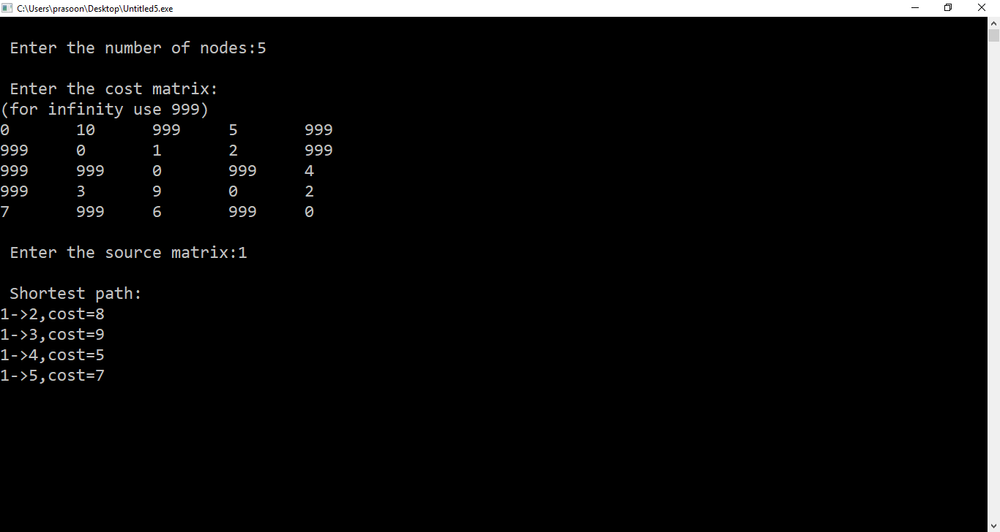 C:\Users\prasoon\Desktop\Untitled5.exe
Enter the number of nodes:5
Enter the cost matrix:
(for infinity use 999)
0 10 999 5 999
999 0 1 2 999
999 999 0 999 4
999 3 9 0 2
7 999 6 999 0
Enter the source matrix:1
Shortest path:
1->2,cost=8
1->3,cost=9
1->4,cost=5
1->5,cost=7